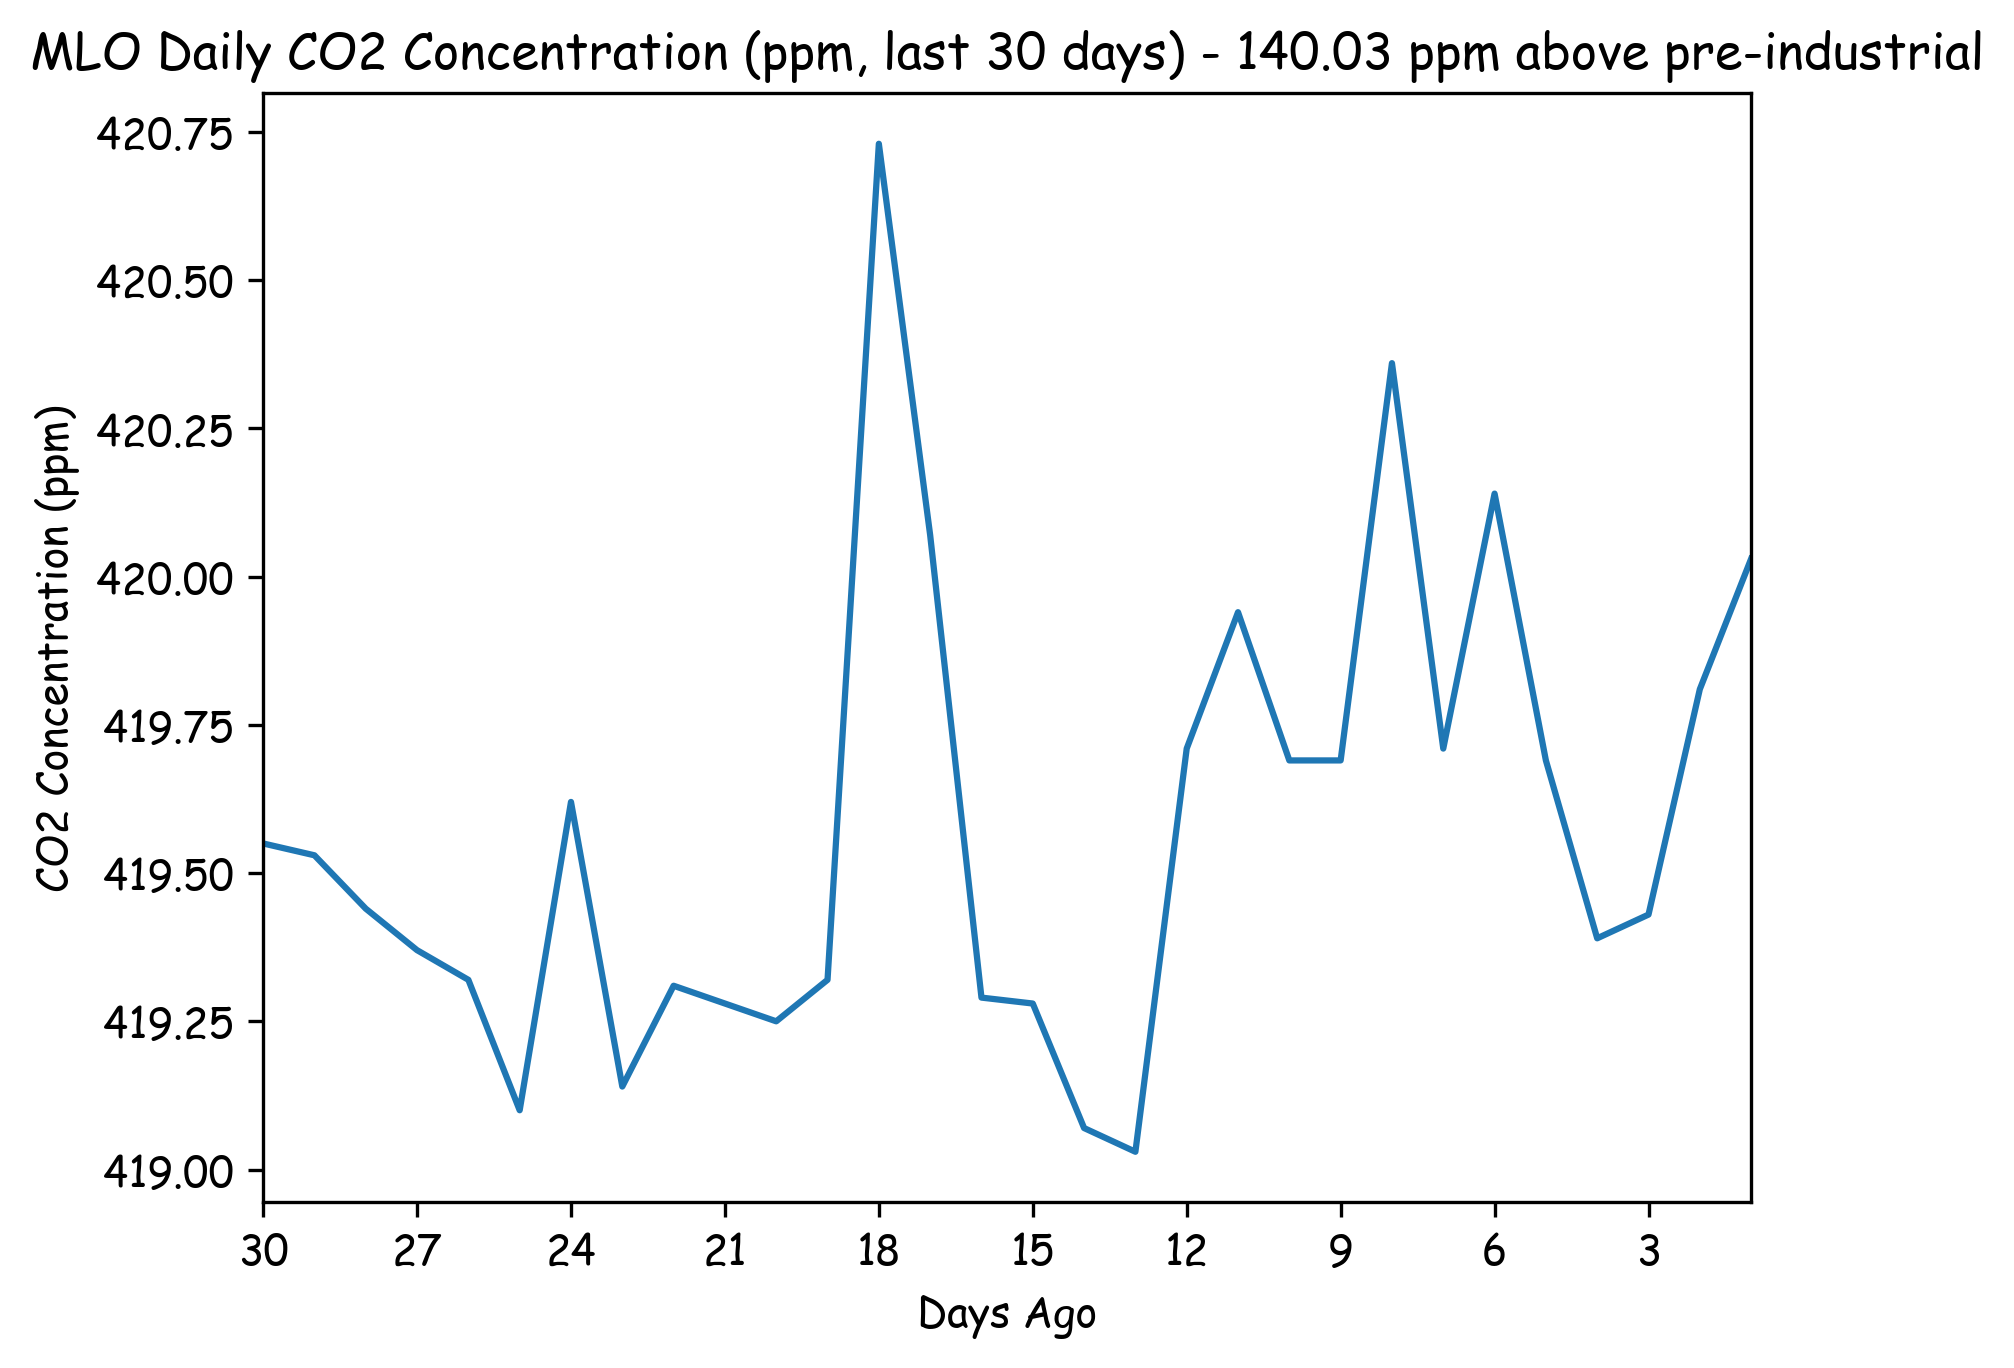 MLO Daily CO2 Concentration (ppm, last 30 days) - 140.03 ppm above pre-industrial
420.75
420.50
420.25
420.00
419.75
419.50
419.25
419.00
CO2 Concentration (ppm)
30 27 24 21 18 15 12 9 6 3
Days Ago